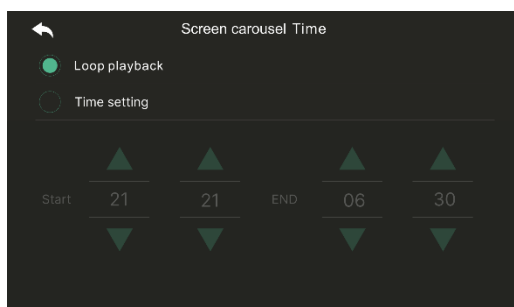 Screen carousel Time
Loop playback
Time setting
Start 21 21 END 06 30